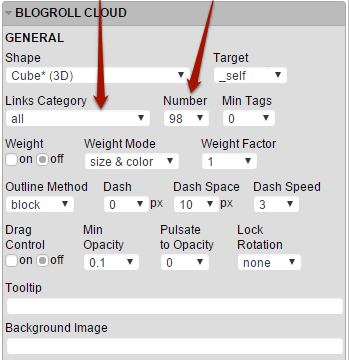 BLOGROLL CLOUD
GENERAL
Shape Target
Cube* (3D) _self
Links Category Number Min Tags
all 98 0
Weight Weight Mode Weight Factor
on off size & color 1
Outline Method Dash Dash Space Dash Speed
block 0 px 10 px 3
Drag Min Pulsate Lock
Control Opacity to Opacity Rotation
on off 0.1 0 none
Tooltip
Background Image